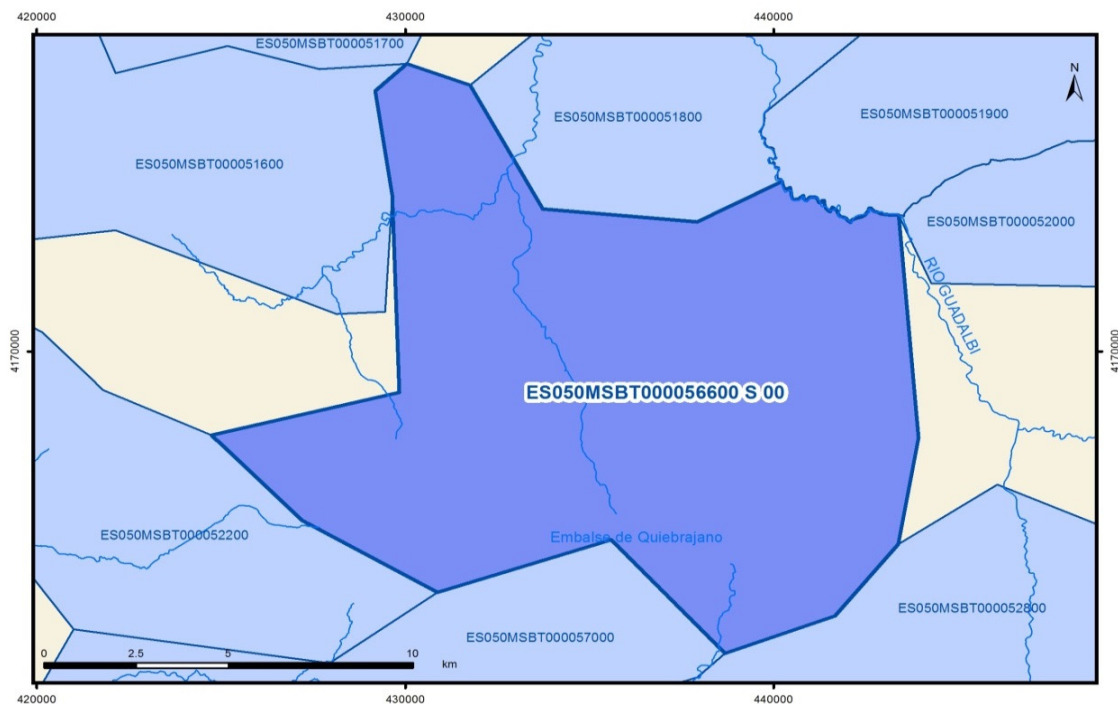 420000
430000
440000
ES050MSBT000051700
N
ES050MSBT000051800
ES050MSBT000051900
ES050MSBT000051600
ES050MSBT000052000
RIO GUADALBI
4170000
4170000
ES050MSBT000056600 S 00
ES050MSBT000052200
Embalse de Quiebrajano
ES050MSBT000052800
ES050MSBT000057000
0
2.5
5
10
km
420000
430000
440000